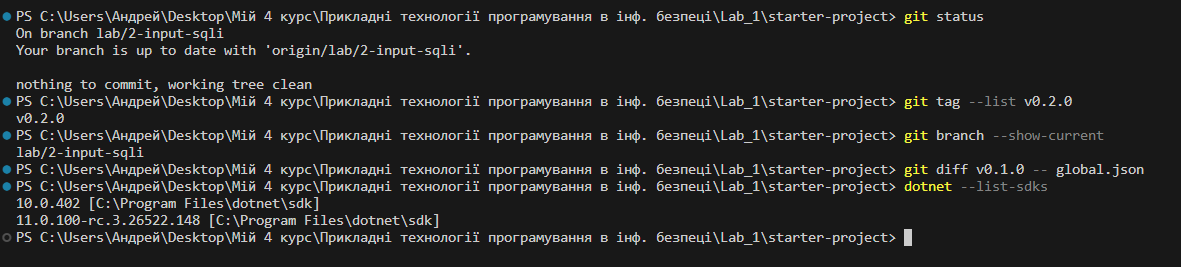 PS C:\Users\Андрей\Desktop\Мій 4 курс\Прикладні технології програмування в інф. безпеці\Lab_1\starter-project> git status
On branch lab/2-input-sqli
Your branch is up to date with 'origin/lab/2-input-sqli'.
nothing to commit, working tree clean
PS C:\Users\Андрей\Desktop\Мій 4 курс\Прикладні технології програмування в інф. безпеці\Lab_1\starter-project> git tag --list v0.2.0
v0.2.0
PS C:\Users\Андрей\Desktop\Мій 4 курс\Прикладні технології програмування в інф. безпеці\Lab_1\starter-project> git branch --show-current
lab/2-input-sqli
PS C:\Users\Андрей\Desktop\Мій 4 курс\Прикладні технології програмування в інф. безпеці\Lab_1\starter-project> git diff v0.1.0 -- global.json
PS C:\Users\Андрей\Desktop\Мій 4 курс\Прикладні технології програмування в інф. безпеці\Lab_1\starter-project> dotnet --list-sdks
10.0.402 [C:\Program Files\dotnet\sdk]
11.0.100-rc.3.26522.148 [C:\Program Files\dotnet\sdk]
PS C:\Users\Андрей\Desktop\Мій 4 курс\Прикладні технології програмування в інф. безпеці\Lab_1\starter-project>